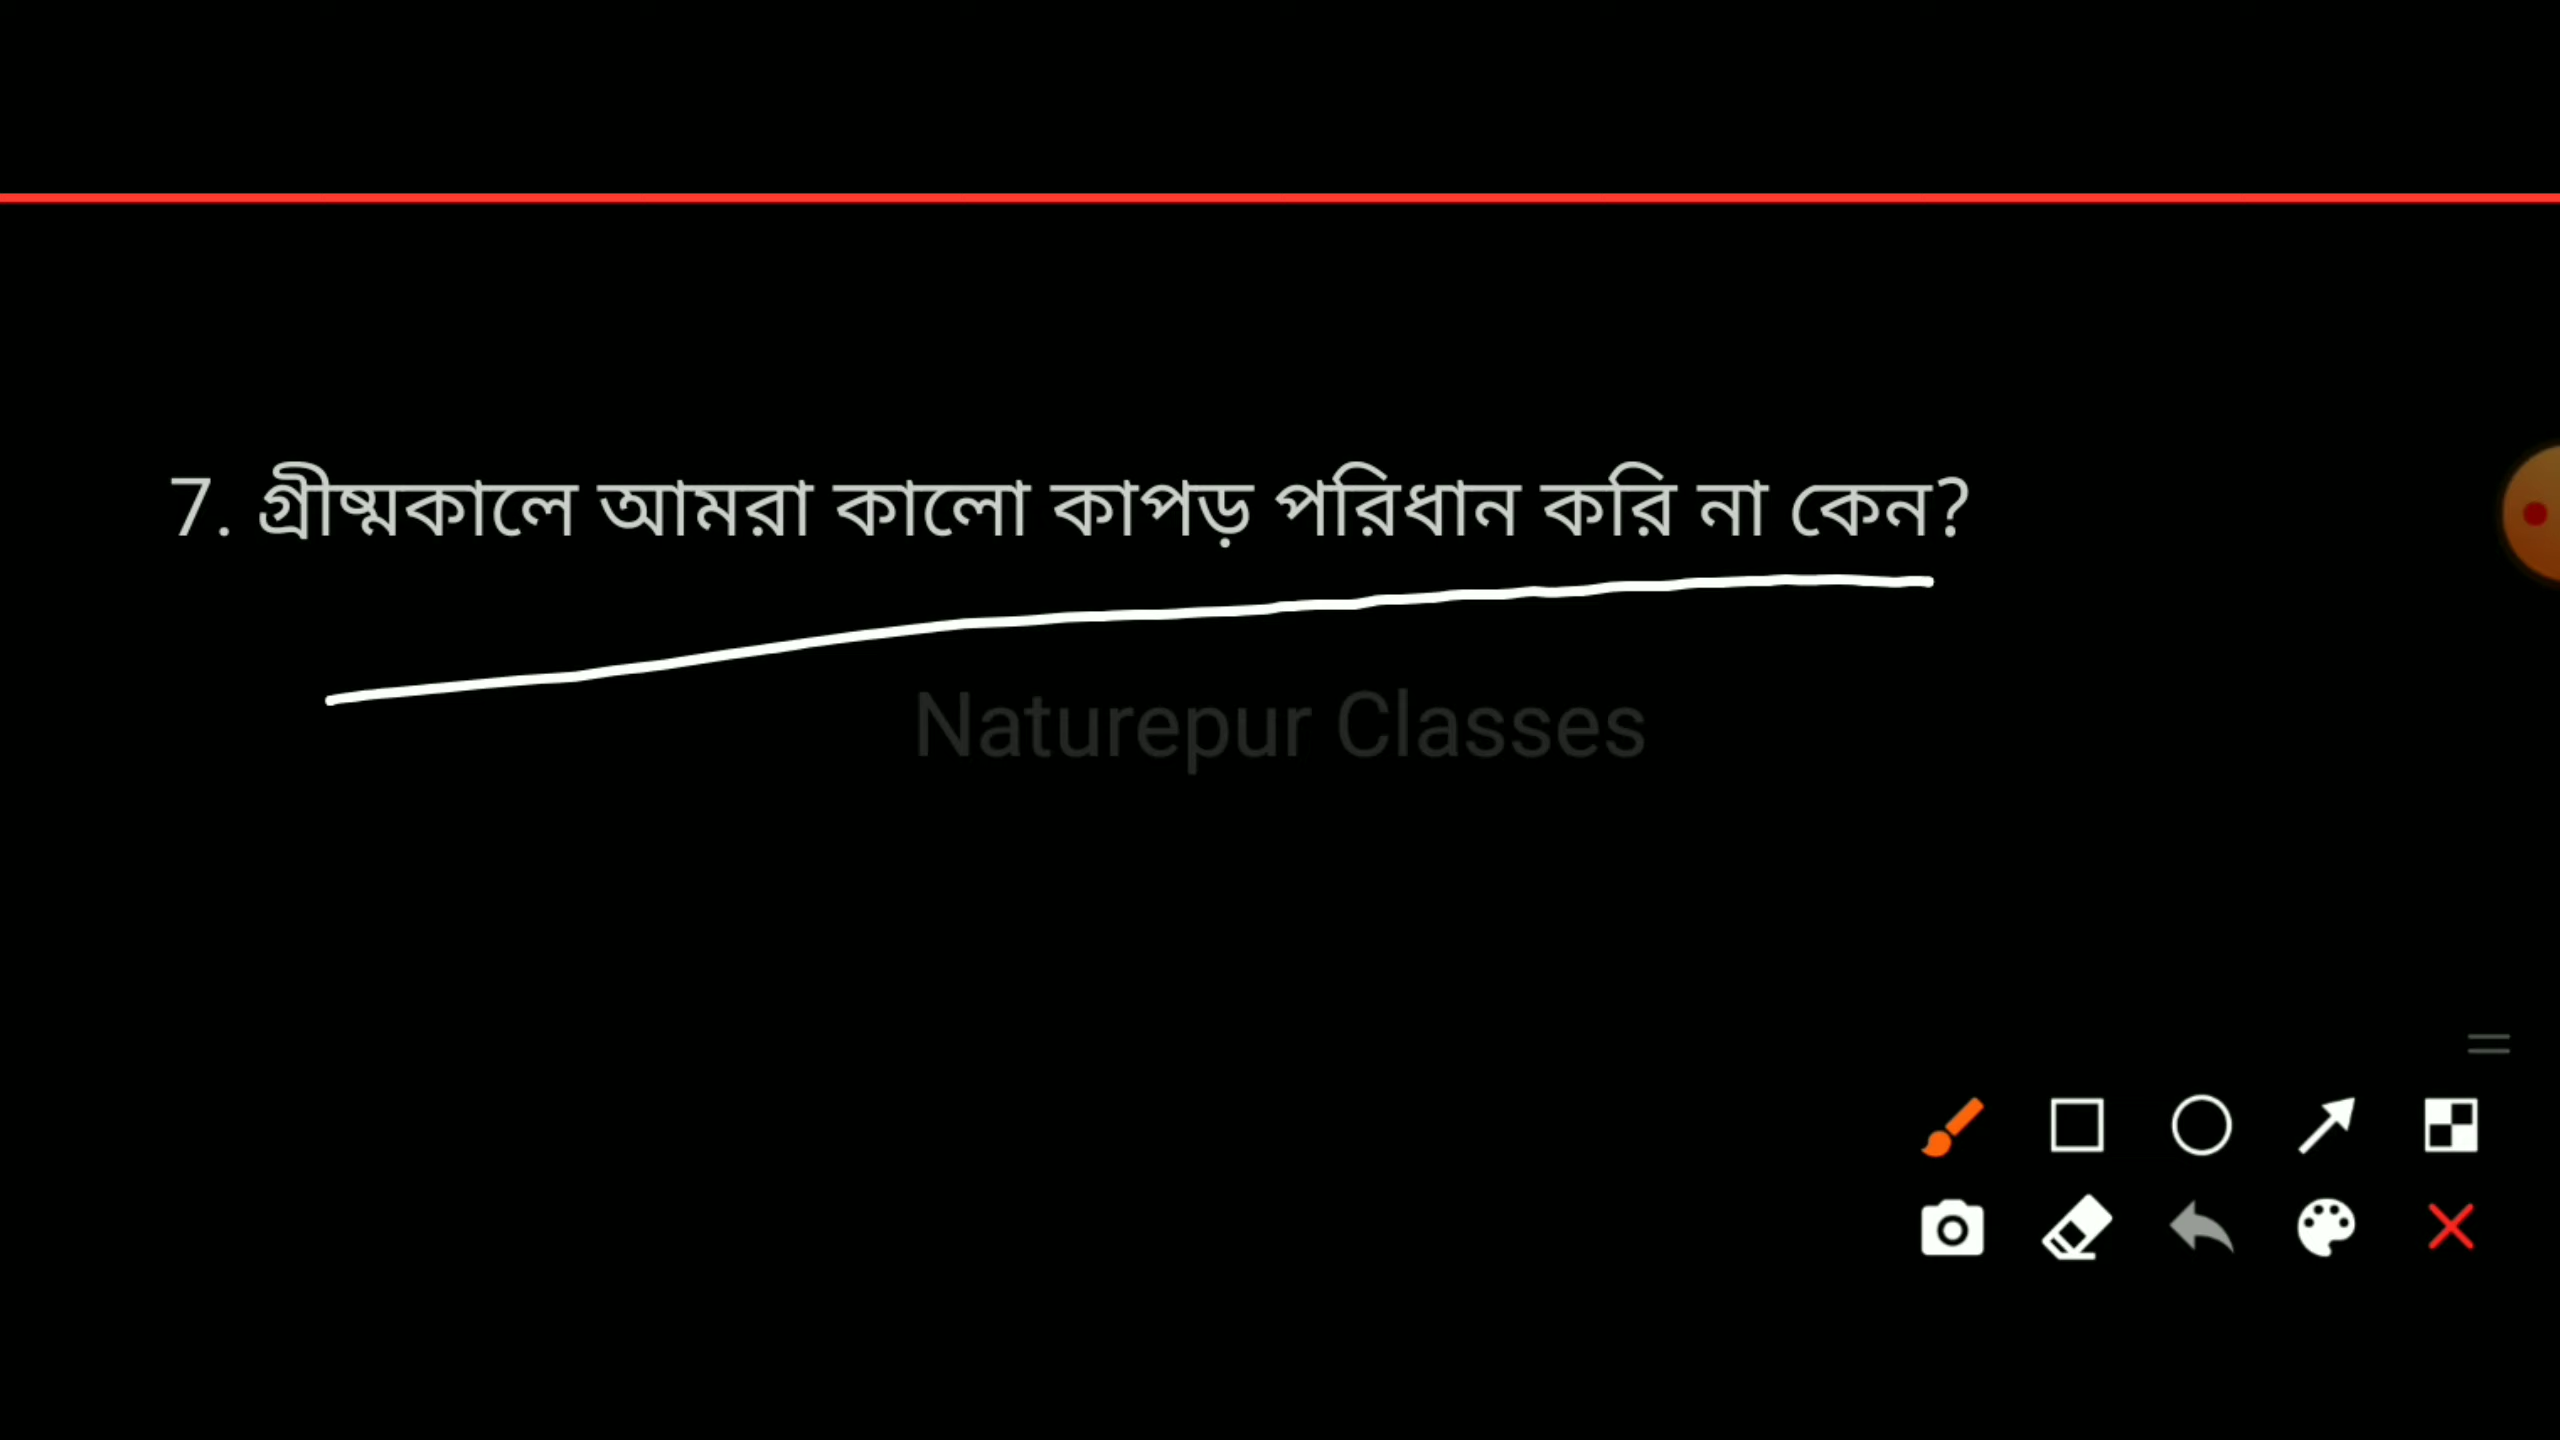 7. গ্রীষ্মকালে আমরা কালো কাপড় পরিধান করি না কেন?
Naturepur Classes